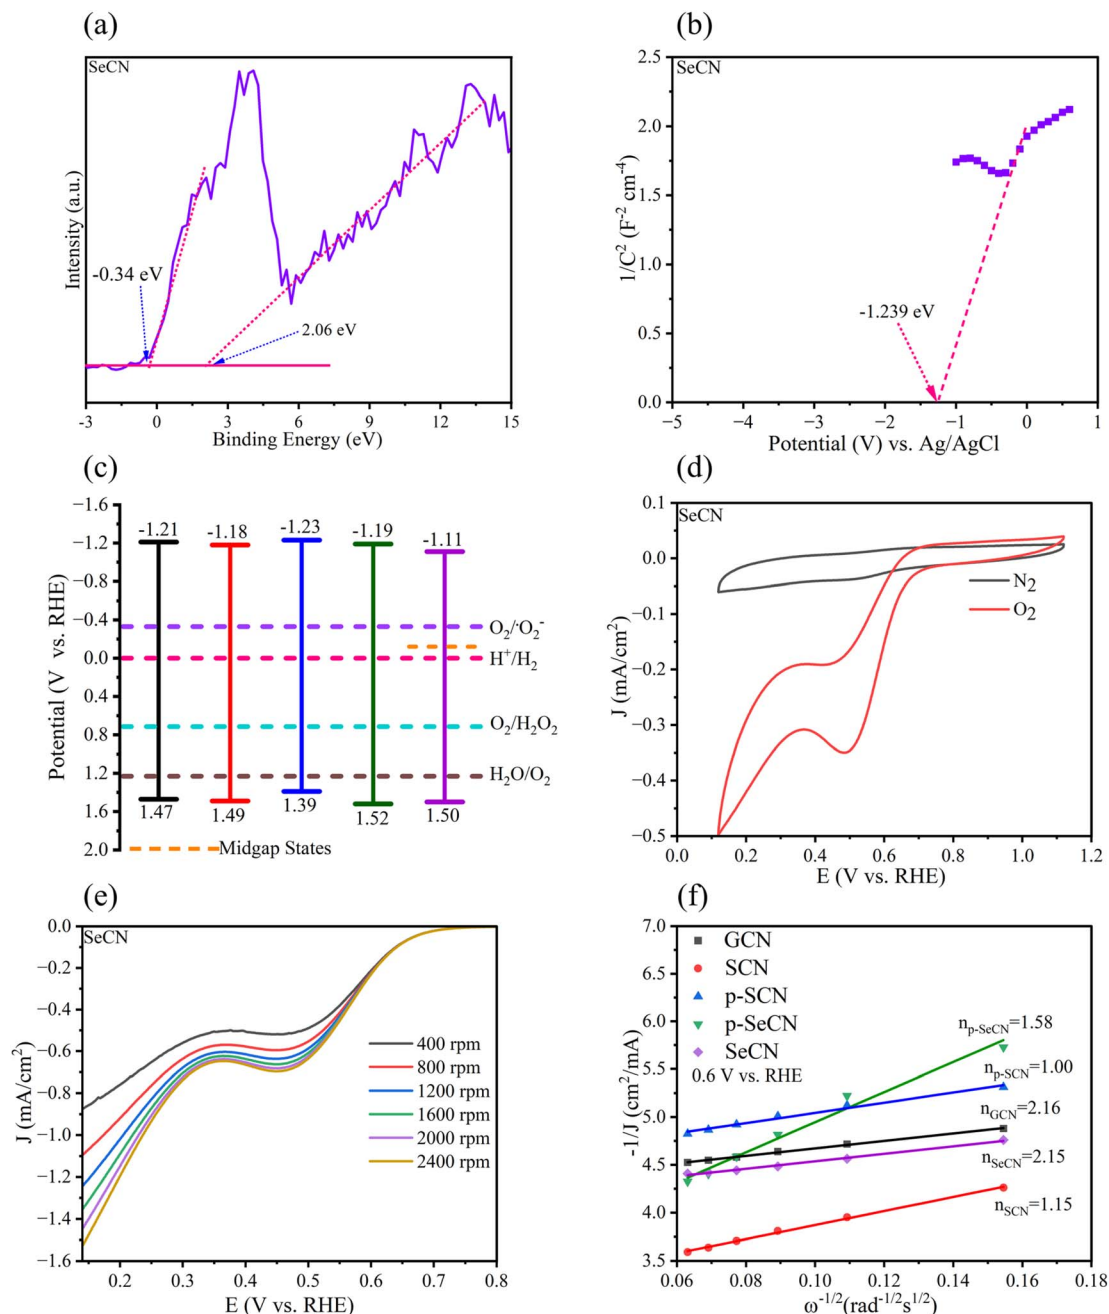 (a)
SeCN
Intensity (a.u.)
-0.34 eV
2.06 eV
-3 0 3 6 9 12 15
Binding Energy (eV)
(b)
SeCN
2.5
2.0
1.5
1.0
0.5
0.0
1/C² (F⁻² cm⁻⁴)
-1.239 eV
−5 −4 −3 −2 −1 0 1
Potential (V) vs. Ag/AgCl
(c)
−1.6
−1.2
−0.8
−0.4
0.0
0.4
0.8
1.2
1.6
2.0
Potential (V vs. RHE)
-1.21 -1.18 -1.23 -1.19 -1.11
O₂/·O₂⁻
H⁺/H₂
O₂/H₂O₂
H₂O/O₂
1.47 1.49 1.39 1.52 1.50
Midgap States
(d)
SeCN
0.1
0.0
−0.1
−0.2
−0.3
−0.4
−0.5
J (mA/cm²)
N₂
O₂
0.0 0.2 0.4 0.6 0.8 1.0 1.2
E (V vs. RHE)
(e)
SeCN
0.0
−0.2
−0.4
−0.6
−0.8
−1.0
−1.2
−1.4
−1.6
J (mA/cm²)
400 rpm
800 rpm
1200 rpm
1600 rpm
2000 rpm
2400 rpm
0.2 0.3 0.4 0.5 0.6 0.7 0.8
E (V vs. RHE)
(f)
7.0
6.5
6.0
5.5
5.0
4.5
4.0
3.5
-1/J (cm²/mA)
GCN
SCN
p-SCN
p-SeCN
SeCN
0.6 V vs. RHE
n_p-SeCN=1.58
n_p-SCN=1.00
n_GCN=2.16
n_SeCN=2.15
n_SCN=1.15
0.06 0.08 0.10 0.12 0.14 0.16
ω⁻¹/²(rad⁻¹/²s¹/²)